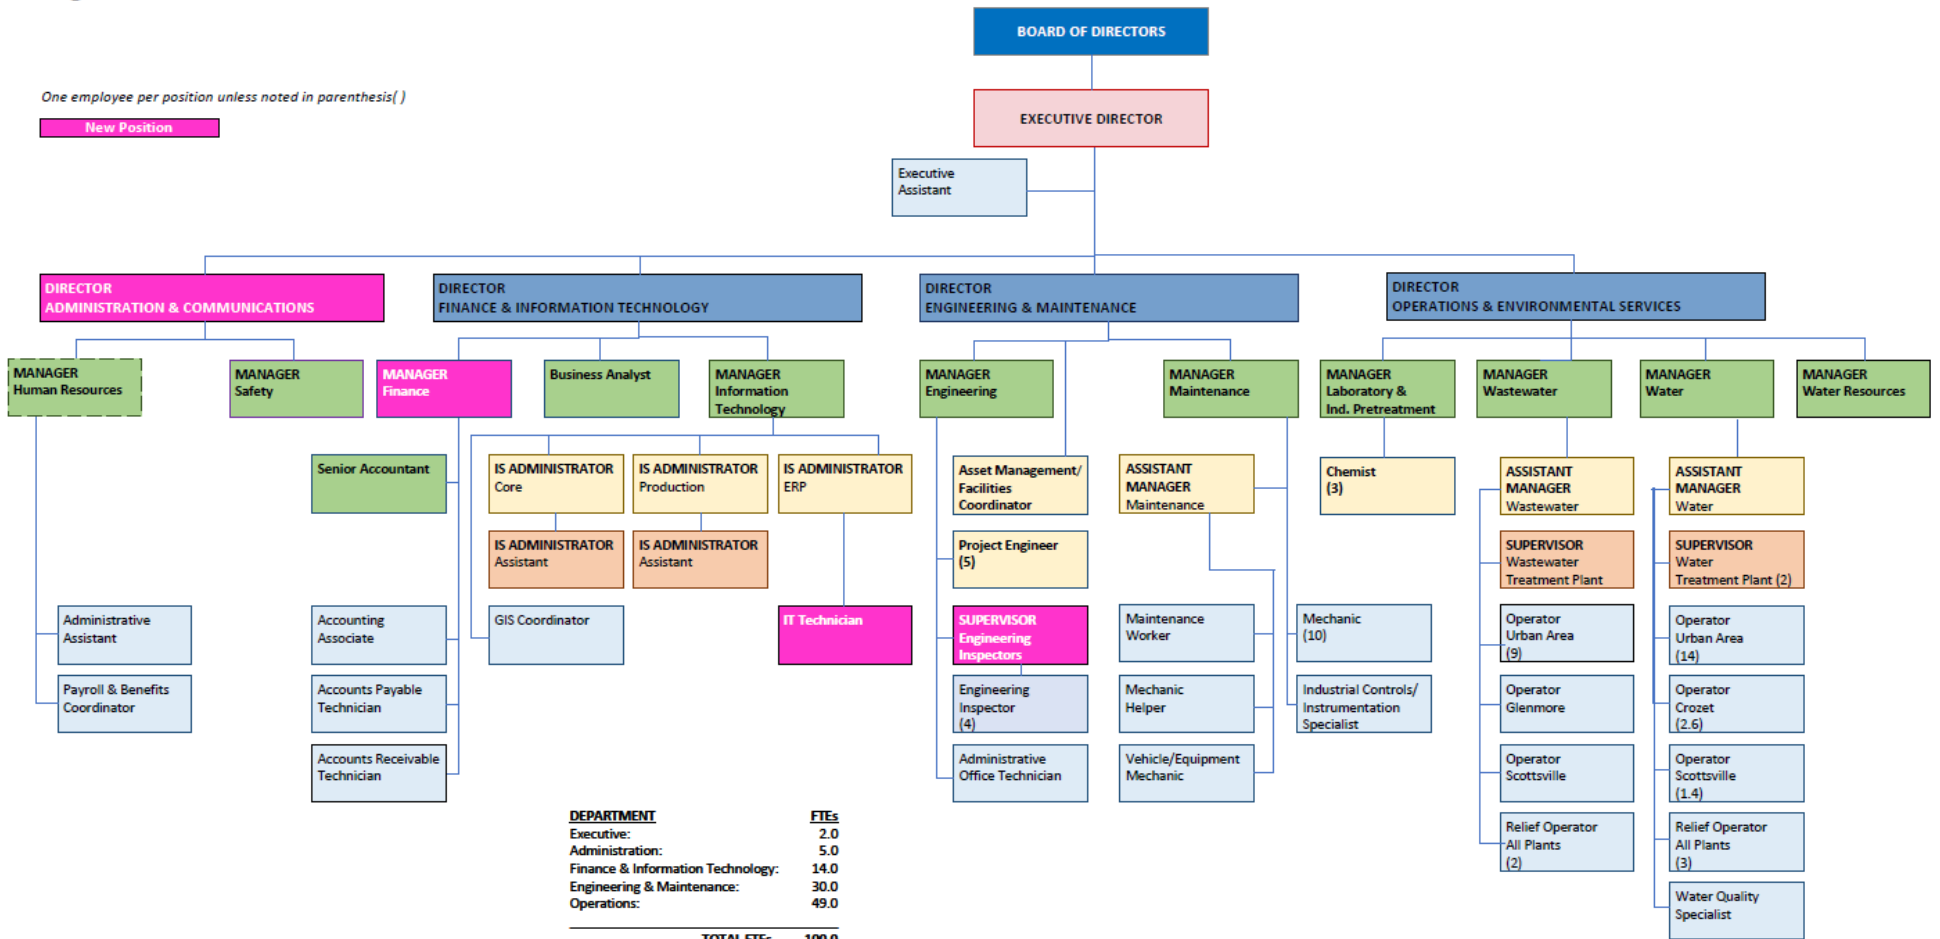 BOARD OF DIRECTORS
One employee per position unless noted in parenthesis( )
New Position
EXECUTIVE DIRECTOR
Executive
Assistant
DIRECTOR
ADMINISTRATION & COMMUNICATIONS
DIRECTOR
FINANCE & INFORMATION TECHNOLOGY
DIRECTOR
ENGINEERING & MAINTENANCE
DIRECTOR
OPERATIONS & ENVIRONMENTAL SERVICES
MANAGER
Human Resources
MANAGER
Safety
MANAGER
Finance
Business Analyst
MANAGER
Information
Technology
MANAGER
Engineering
MANAGER
Maintenance
MANAGER
Laboratory &
Ind. Pretreatment
MANAGER
Wastewater
MANAGER
Water
MANAGER
Water Resources
Senior Accountant
IS ADMINISTRATOR
Core
IS ADMINISTRATOR
Production
IS ADMINISTRATOR
ERP
Asset Management/
Facilities
Coordinator
ASSISTANT
MANAGER
Maintenance
Chemist
(3)
ASSISTANT
MANAGER
Wastewater
ASSISTANT
MANAGER
Water
IS ADMINISTRATOR
Assistant
IS ADMINISTRATOR
Assistant
Project Engineer
(5)
SUPERVISOR
Wastewater
Treatment Plant
SUPERVISOR
Water
Treatment Plant (2)
Administrative
Assistant
Accounting
Associate
GIS Coordinator
IT Technician
SUPERVISOR
Engineering
Inspectors
Maintenance
Worker
Mechanic
(10)
Operator
Urban Area
(9)
Operator
Urban Area
(14)
Payroll & Benefits
Coordinator
Accounts Payable
Technician
Engineering
Inspector
(4)
Mechanic
Helper
Industrial Controls/
Instrumentation
Specialist
Operator
Glenmore
Operator
Crozet
(2.6)
Accounts Receivable
Technician
Administrative
Office Technician
Vehicle/Equipment
Mechanic
Operator
Scottsville
Operator
Scottsville
(1.4)
Relief Operator
All Plants
(2)
Relief Operator
All Plants
(3)
Water Quality
Specialist
DEPARTMENT FTEs
Executive: 2.0
Administration: 5.0
Finance & Information Technology: 14.0
Engineering & Maintenance: 30.0
Operations: 49.0
TOTAL FTEs 100.0